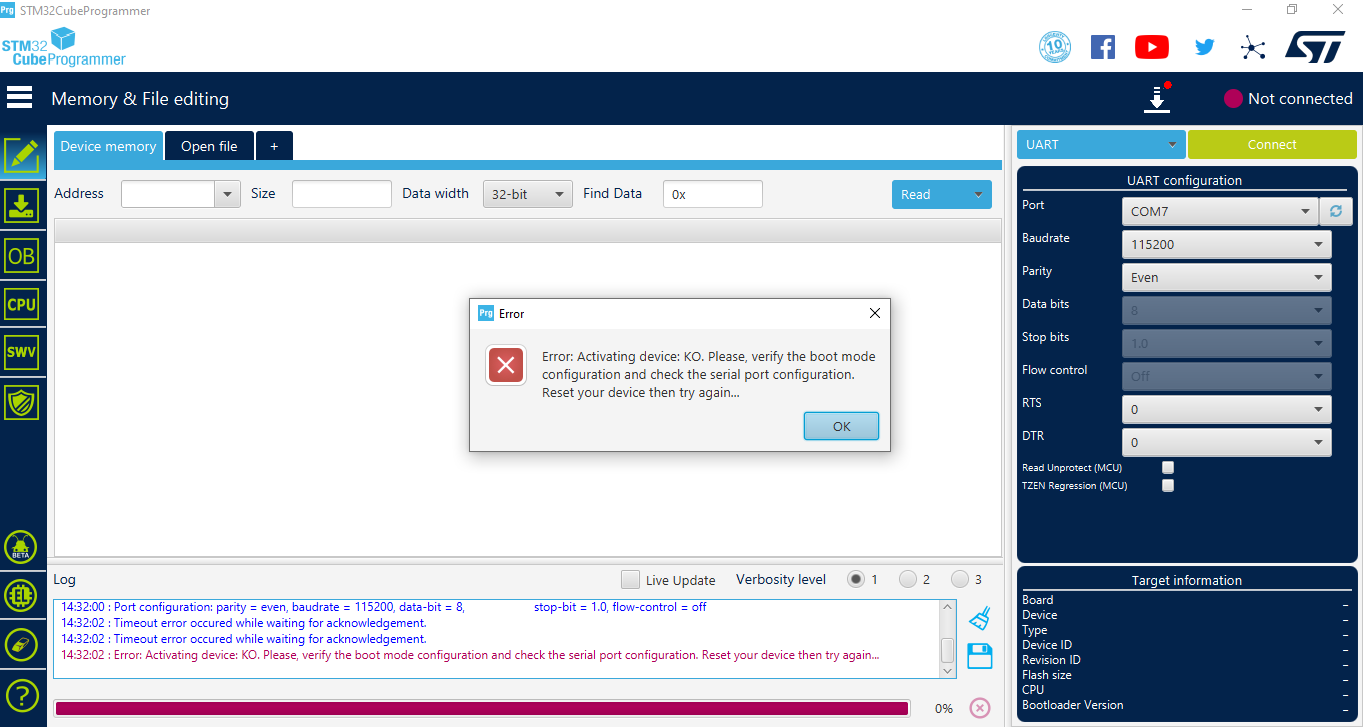 Prg STM32CubeProgrammer
STM32
CubeProgrammer
10
Memory & File editing
Not connected
Device memory
Open file
+
UART
Connect
Address
Size
Data width
32-bit
Find Data
0x
Read
UART configuration
Port
COM7
Baudrate
115200
Parity
Even
Data bits
8
Stop bits
1.0
Flow control
Off
RTS
0
DTR
0
Read Unprotect (MCU)
TZEN Regression (MCU)
OB
CPU
SWV
Prg Error
Error: Activating device: KO. Please, verify the boot mode
configuration and check the serial port configuration.
Reset your device then try again...
OK
BETA
EL
?
Log
Live Update
Verbosity level
1
2
3
14:32:00 : Port configuration: parity = even, baudrate = 115200, data-bit = 8, stop-bit = 1.0, flow-control = off
14:32:02 : Timeout error occured while waiting for acknowledgement.
14:32:02 : Timeout error occured while waiting for acknowledgement.
14:32:02 : Error: Activating device: KO. Please, verify the boot mode configuration and check the serial port configuration. Reset your device then try again...
0%
Target information
Board _
Device _
Type _
Device ID _
Revision ID _
Flash size _
CPU _
Bootloader Version _